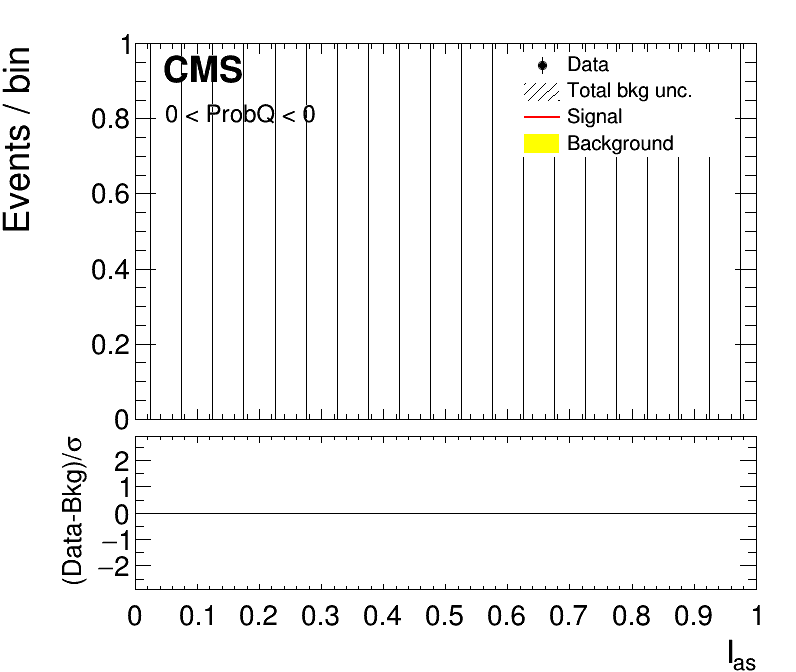 CMS
0 < ProbQ < 0
Data
Total bkg unc.
Signal
Background
Events / bin
1
0.8
0.6
0.4
0.2
0
(Data-Bkg)/σ
2
1
0
−1
−2
0 0.1 0.2 0.3 0.4 0.5 0.6 0.7 0.8 0.9 1
I_as